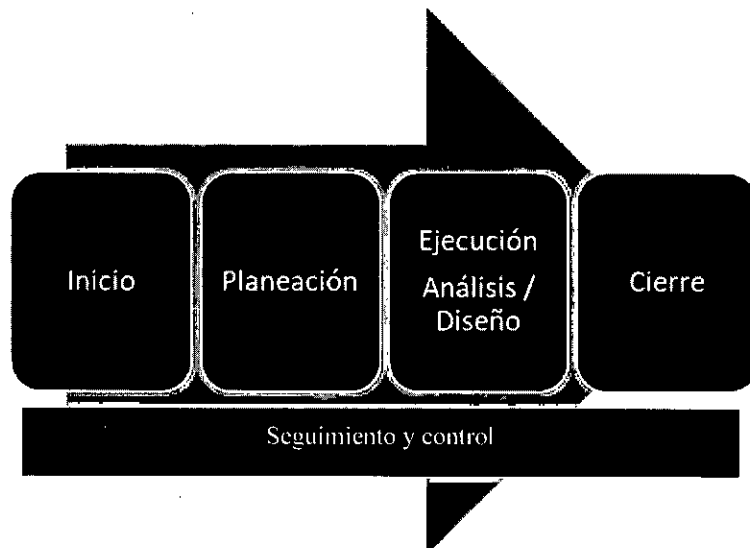 Inicio
Planeación
Ejecución
Análisis /
Diseño
Cierre
Seguimiento y control